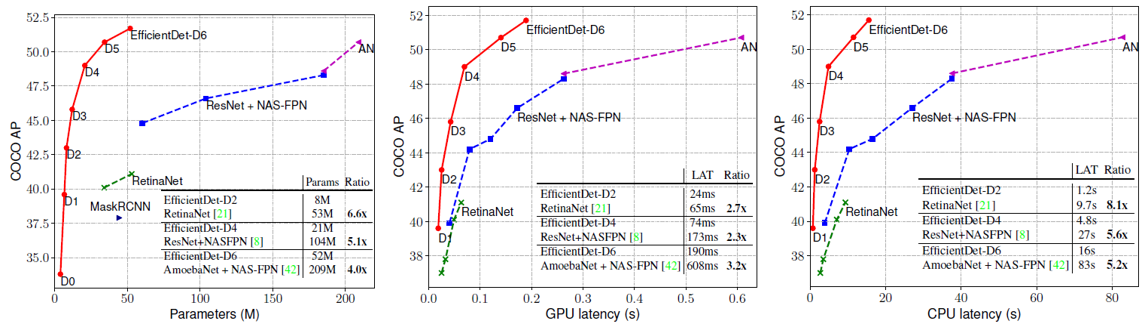 52.5
50.0
47.5
45.0
42.5
40.0
37.5
35.0
COCO AP
0
50
100
150
200
Parameters (M)
EfficientDet-D6
D5
D4
D3
D2
D1
D0
AN
ResNet + NAS-FPN
RetinaNet
MaskRCNN
Params Ratio
EfficientDet-D2 8M
RetinaNet [21] 53M 6.6x
EfficientDet-D4 21M
ResNet+NASFPN [8] 104M 5.1x
EfficientDet-D6 52M
AmoebaNet + NAS-FPN [42] 209M 4.0x
52
50
48
46
44
42
40
38
COCO AP
0.0
0.1
0.2
0.3
0.4
0.5
0.6
GPU latency (s)
EfficientDet-D6
D5
D4
D3
D2
D1
AN
ResNet + NAS-FPN
RetinaNet
LAT Ratio
EfficientDet-D2 24ms
RetinaNet [21] 65ms 2.7x
EfficientDet-D4 74ms
ResNet+NASFPN [8] 173ms 2.3x
EfficientDet-D6 190ms
AmoebaNet + NAS-FPN [42] 608ms 3.2x
52
50
48
46
44
42
40
38
COCO AP
0
20
40
60
80
CPU latency (s)
EfficientDet-D6
D5
D4
D3
D2
D1
AN
ResNet + NAS-FPN
RetinaNet
LAT Ratio
EfficientDet-D2 1.2s
RetinaNet [21] 9.7s 8.1x
EfficientDet-D4 4.8s
ResNet+NASFPN [8] 27s 5.6x
EfficientDet-D6 16s
AmoebaNet + NAS-FPN [42] 83s 5.2x